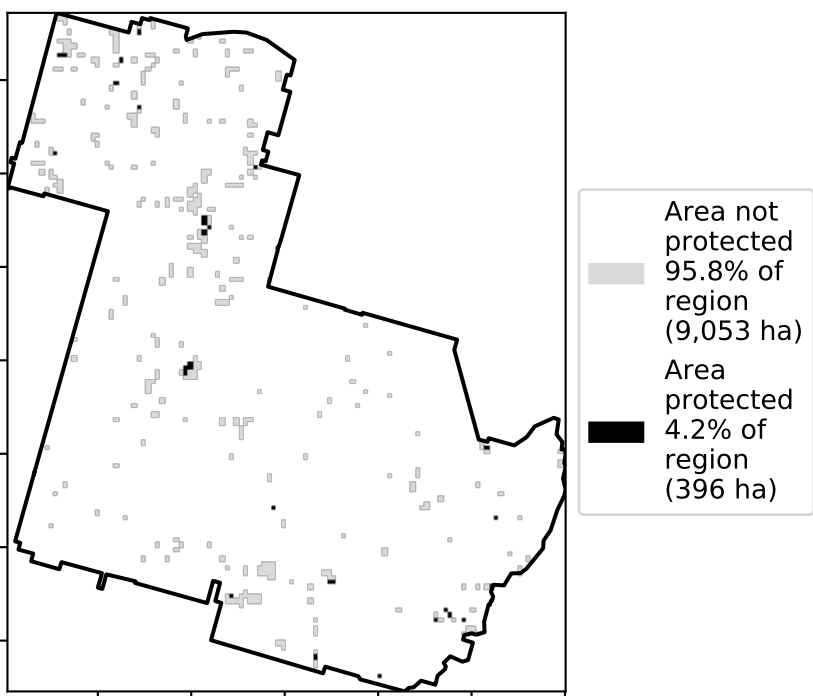 Area not
protected
95.8% of
region
(9,053 ha)
Area
protected
4.2% of
region
(396 ha)